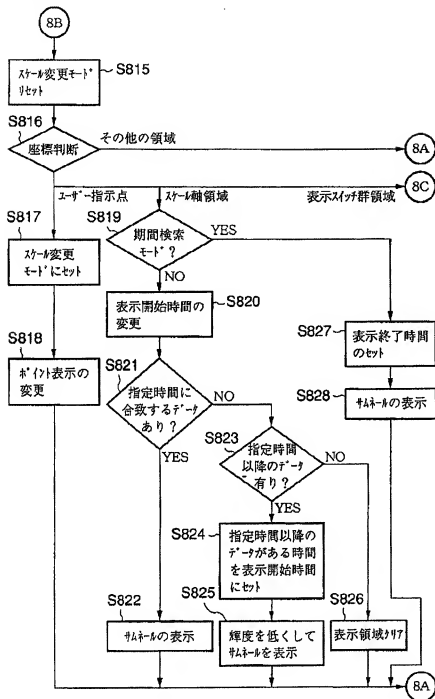 8B
S815
スケール変更モード
リセット
S816
座標判断
その他の領域
8A
8C
ユーザー指示点
スケール軸領域
表示スイッチ群領域
S817
スケール変更
モードにセット
S819
期間検索
モード?
YES
NO
S818
ポイント表示の
変更
S820
表示開始時間の
変更
S827
表示終了時間
のセット
S828
サムネールの表示
S821
指定時間に
合致するデータ
あり?
NO
YES
S823
指定時間
以降のデータ
有り?
NO
YES
S824
指定時間以降の
データがある時間
を表示開始時間
にセット
S822
サムネールの表示
S825
輝度を低くして
サムネールを表示
S826
表示領域クリア
8A